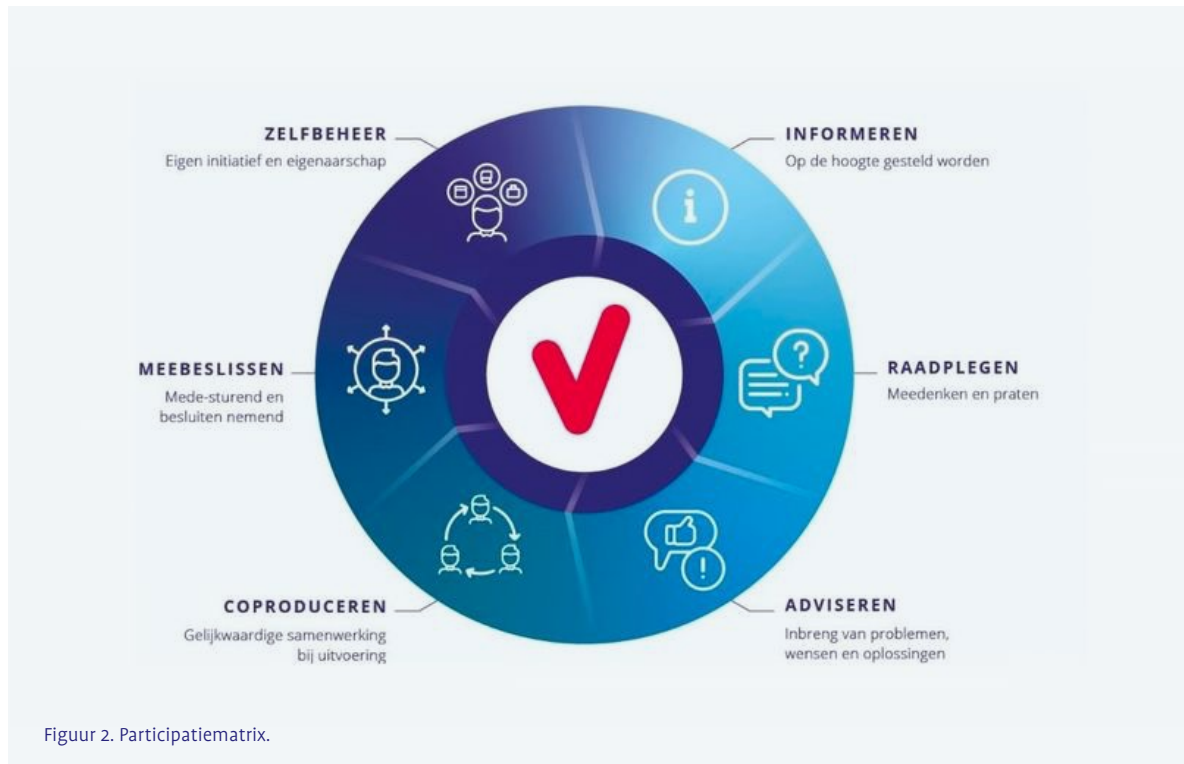 ZELFBEHEER
Eigen initiatief en eigenaarschap
INFORMEREN
Op de hoogte gesteld worden
MEEBESLISSEN
Mede-sturend en
besluiten nemend
RAADPLEGEN
Meedenken en praten
COPRODUCEREN
Gelijkwaardige samenwerking
bij uitvoering
ADVISEREN
Inbreng van problemen,
wensen en oplossingen
Figuur 2. Participatiematrix.